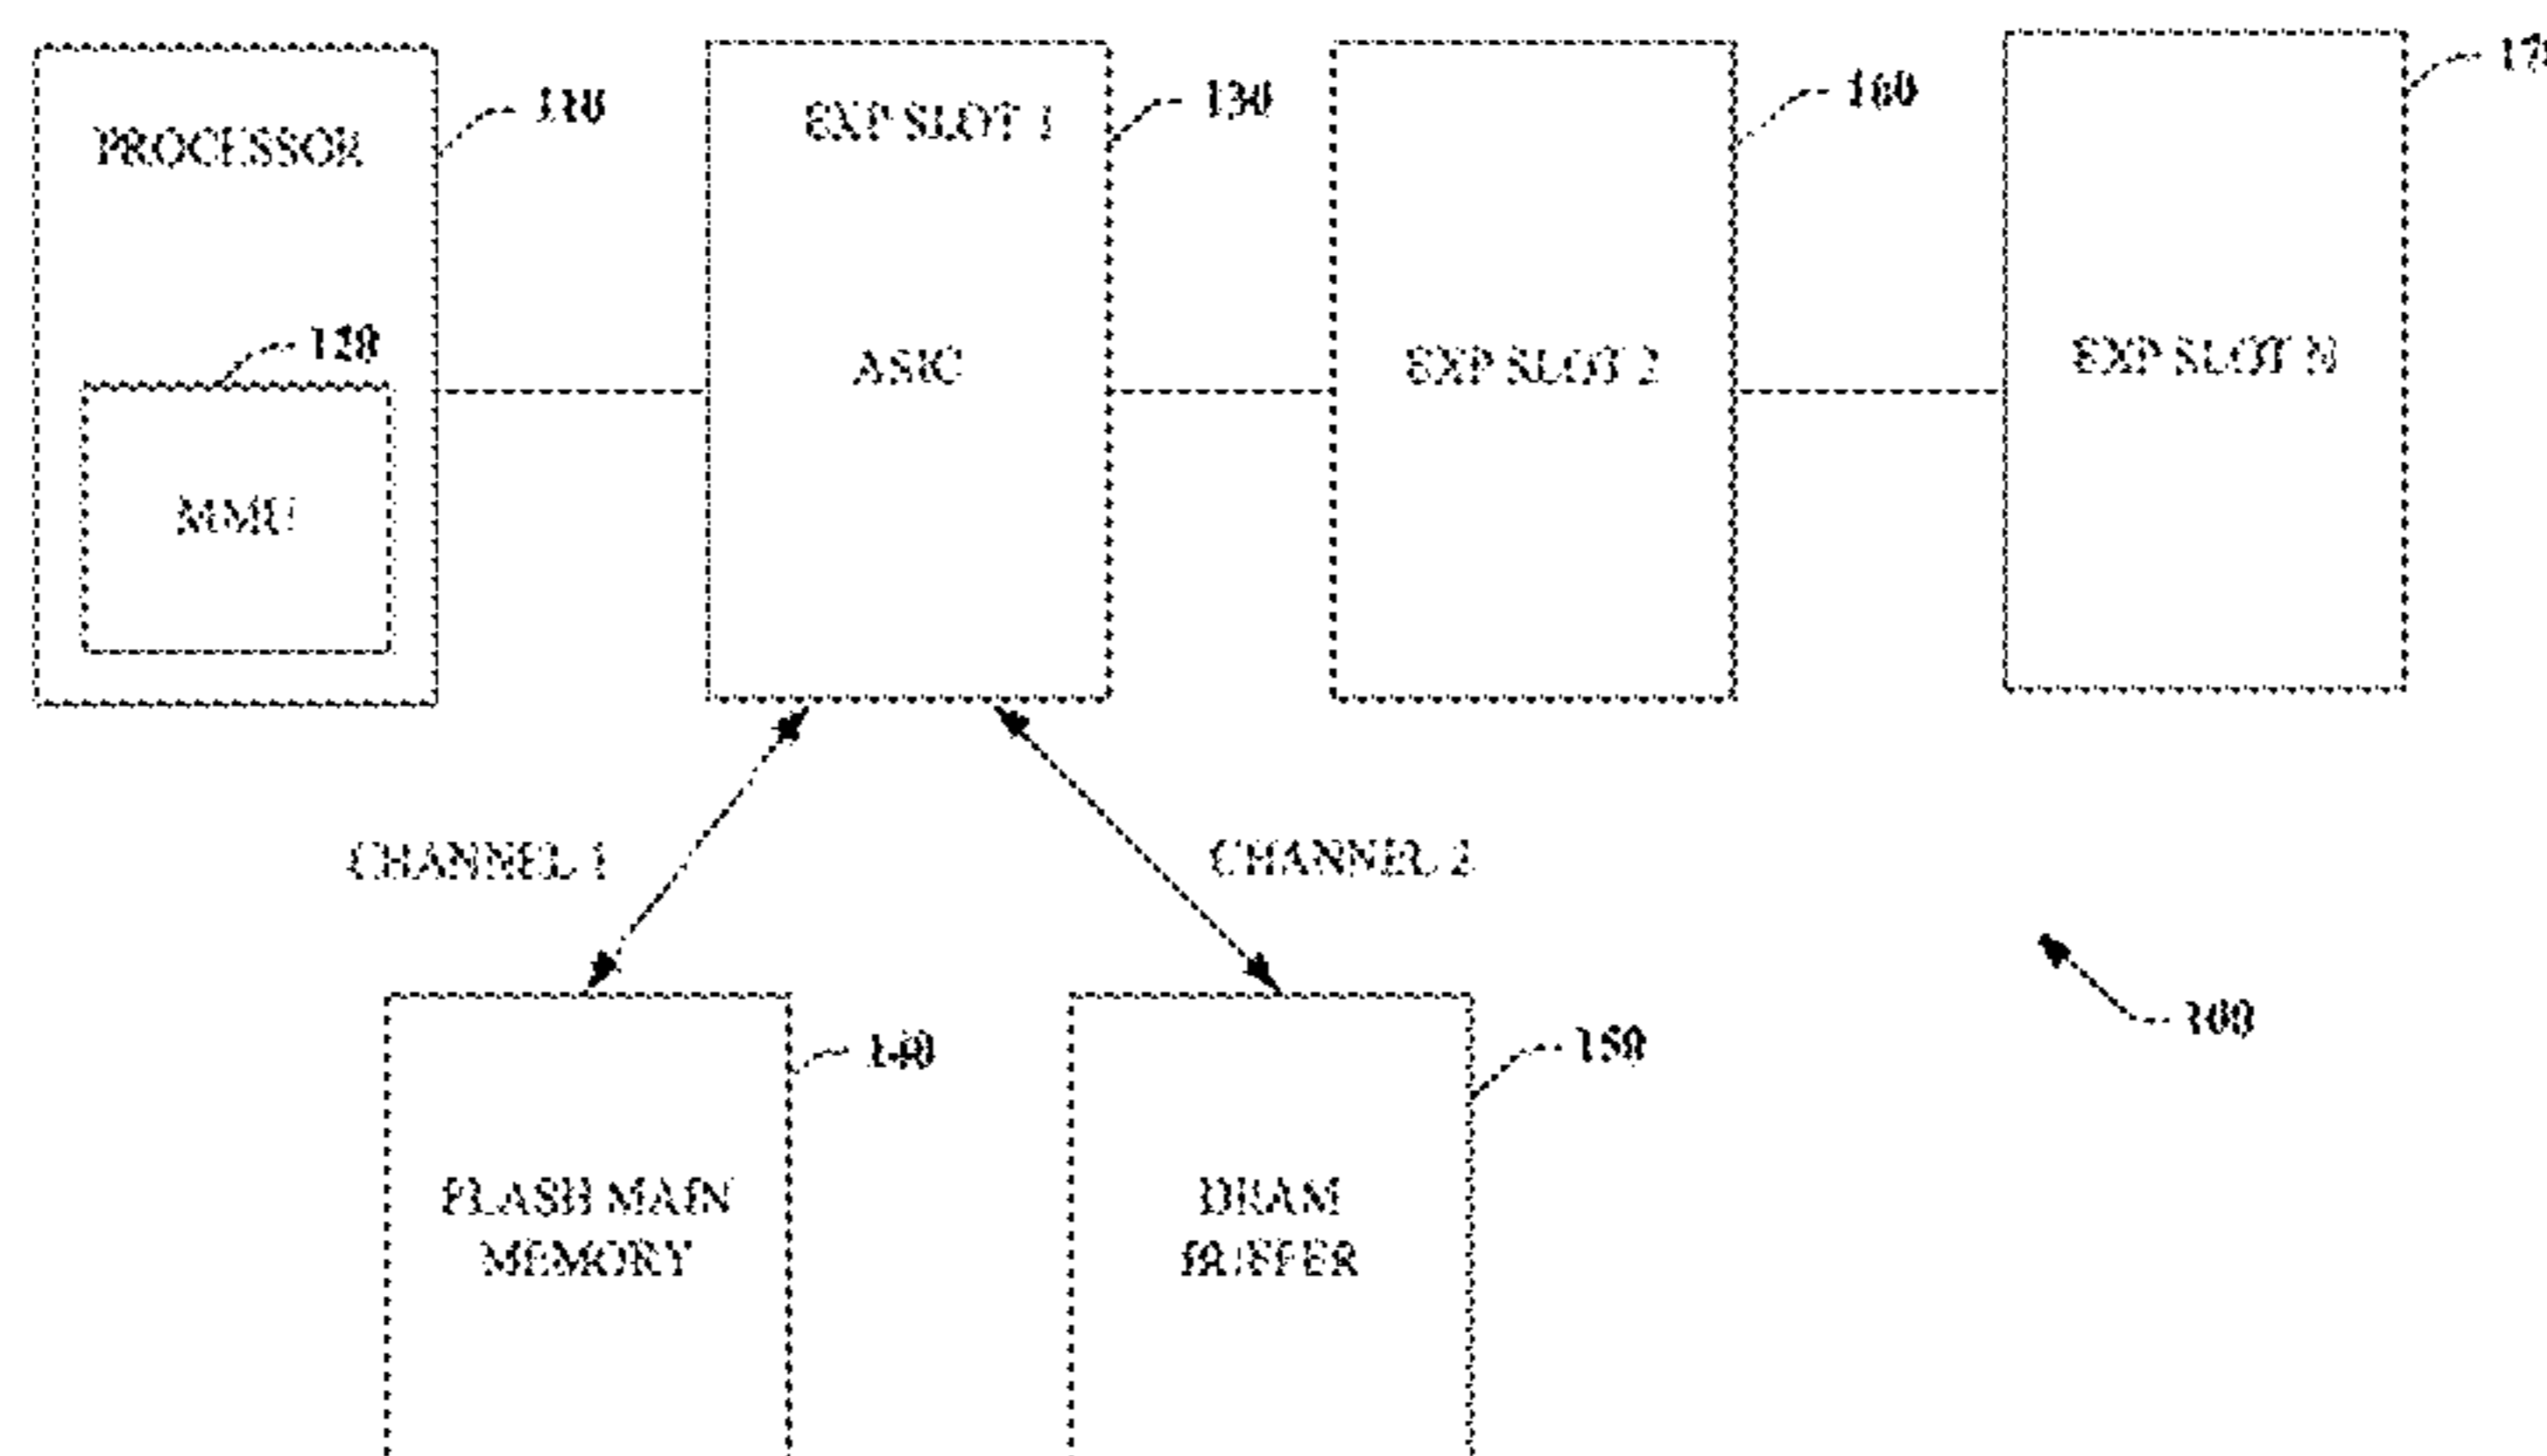 PROCESSOR
110
120
MMU
EXP SLOT 1
130
ASIC
EXP SLOT 2
160
EXP SLOT N
CHANNEL 1
CHANNEL 2
FLASH MAIN
MEMORY
140
DRAM
BUFFER
150
100